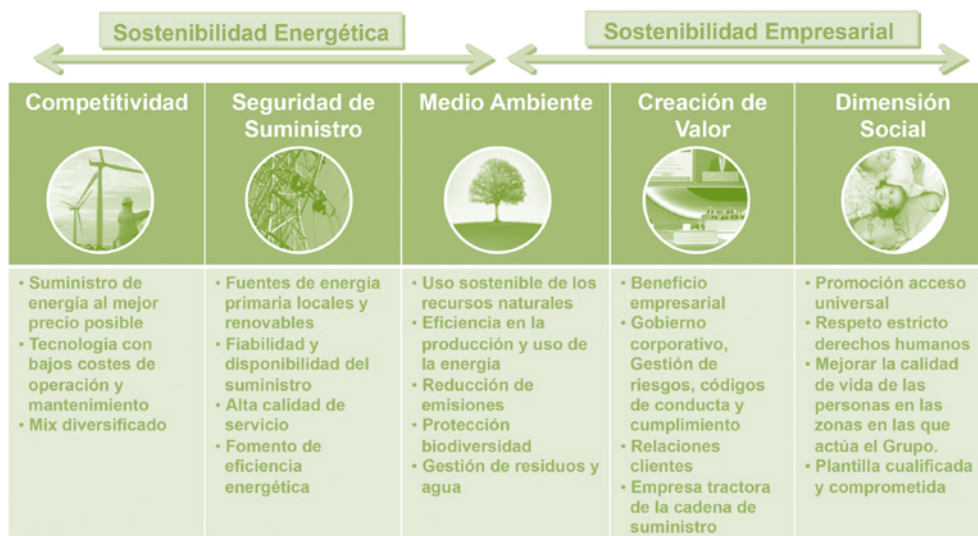 Sostenibilidad Energética
Sostenibilidad Empresarial
Competitividad
Seguridad de
Suministro
Medio Ambiente
Creación de
Valor
Dimensión
Social
• Suministro de
energía al mejor
precio posible
• Tecnología con
bajos costes de
operación y
mantenimiento
• Mix diversificado
• Fuentes de energía
primaria locales y
renovables
• Fiabilidad y
disponibilidad del
suministro
• Alta calidad de
servicio
• Fomento de
eficiencia
energética
• Uso sostenible de los
recursos naturales
• Eficiencia en la
producción y uso de
la energía
• Reducción de
emisiones
• Protección
biodiversidad
• Gestión de residuos y
agua
• Beneficio
empresarial
• Gobierno
corporativo,
Gestión de
riesgos, códigos
de conducta y
cumplimiento
• Relaciones
clientes
• Empresa tractora
de la cadena de
suministro
• Promoción acceso
universal
• Respeto estricto
derechos humanos
• Mejorar la calidad
de vida de las
personas en las
zonas en las que
actúa el Grupo.
• Plantilla cualificada
y comprometida